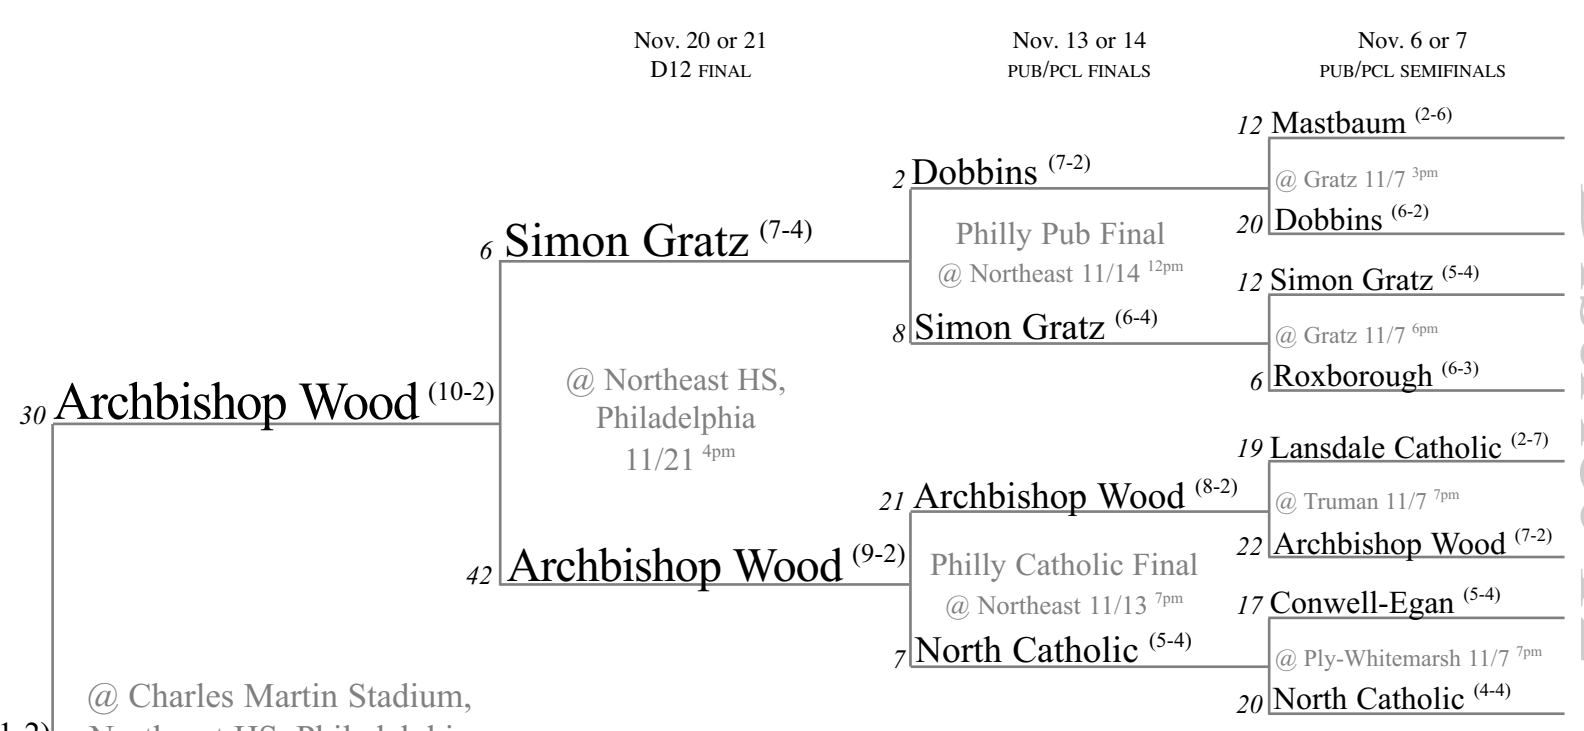 Nov. 20 or 21
D12 FINAL
Nov. 13 or 14
PUB/PCL FINALS
Nov. 6 or 7
PUB/PCL SEMIFINALS
12 Mastbaum (2-6)
@ Gratz 11/7 3pm
20 Dobbins (6-2)
12 Simon Gratz (5-4)
@ Gratz 11/7 6pm
6 Roxborough (6-3)
19 Lansdale Catholic (2-7)
@ Truman 11/7 7pm
22 Archbishop Wood (7-2)
17 Conwell-Egan (5-4)
@ Ply-Whitemarsh 11/7 7pm
20 North Catholic (4-4)
2 Dobbins (7-2)
Philly Pub Final
@ Northeast 11/14 12pm
8 Simon Gratz (6-4)
21 Archbishop Wood (8-2)
Philly Catholic Final
@ Northeast 11/13 7pm
7 North Catholic (5-4)
6 Simon Gratz (7-4)
@ Northeast HS,
Philadelphia
11/21 4pm
42 Archbishop Wood (9-2)
30 Archbishop Wood (10-2)
@ Charles Martin Stadium,